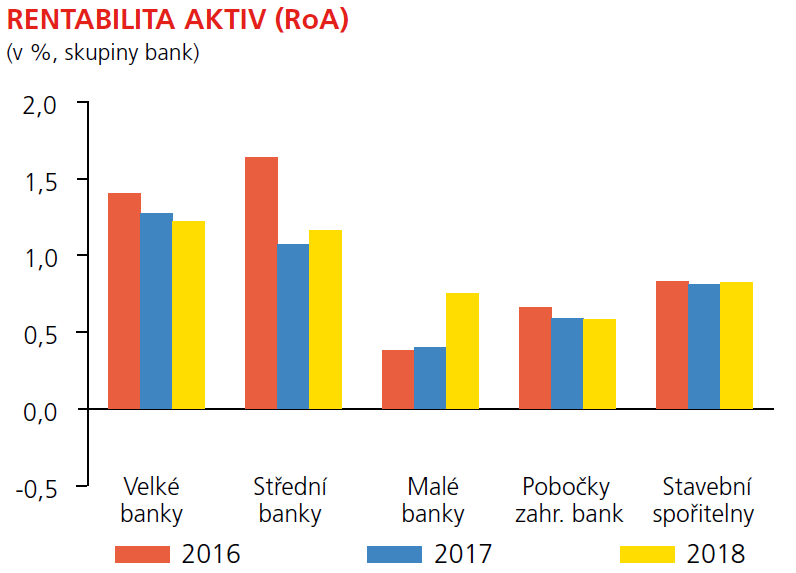 RENTABILITA AKTIV (RoA)
(v %, skupiny bank)
2,0
1,5
1,0
0,5
0,0
-0,5
Velké banky
Střední banky
Malé banky
Pobočky zahr. bank
Stavební spořitelny
2016
2017
2018